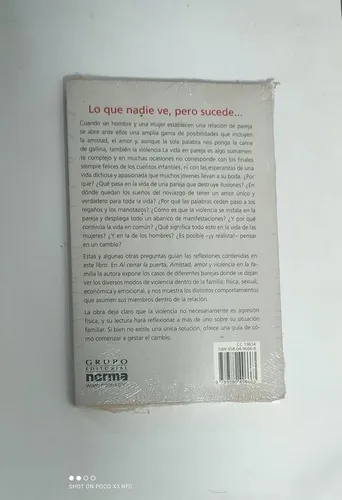 Lo que nadie ve, pero sucede...
Cuando un hombre y una mujer establecen una relación de pareja
se abre ante ellos una amplia gama de posibilidades que incluyen
la amistad, el amor y, aunque la sola palabra nos ponga la carne
de gallina, también la violencia. La vida en pareja es algo sumamen-
te complejo y en muchas ocasiones no corresponde con los finales
siempre felices de los cuentos infantiles, ni con las esperanzas de una
vida dichosa y apasionada que muchos jóvenes llevan a su boda. ¿Por
qué? ¿Qué pasa en la vida de una pareja que destruye ilusiones? ¿En
dónde quedan los sueños del noviazgo de tener un amor único y
verdadero para toda la vida? ¿Por qué las palabras ceden paso a los
regaños y los manotazos? ¿Cómo es que la violencia se instala en la
pareja y despliega todo un abanico de manifestaciones? ¿Y por qué
continúa la vida en común? ¿Qué significa todo esto en la vida de las
mujeres? ¿Y en la de los hombres? ¿Es posible –y realista– pensar
en un cambio?
Estas y algunas otras preguntas guían las reflexiones contenidas en
este libro. En Al cerrar la puerta, Amistad, amor y violencia en la fa-
milia la autora expone los casos de diferentes parejas donde se dejan
ver los diversos modos de violencia dentro de la familia: física, sexual,
económica y emocional, y nos muestra los distintos comportamientos
que asumen sus miembros dentro de la relación.
La obra deja claro que la violencia no necesariamente es agresión
física, y su lectura hará reflexionar a más de uno sobre su situación
familiar. Si bien no existe una única solución, ofrece una guía de có-
mo comenzar a gestar el cambio.
GRUPO
EDITORIAL
norma
SHOT ON POCO X3 NFC